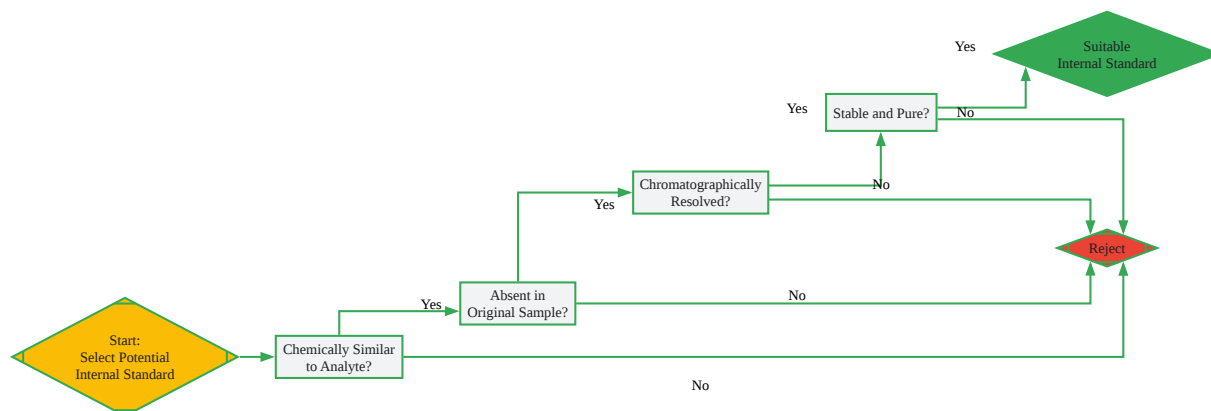 Start:
Select Potential
Internal Standard
Chemically Similar
to Analyte?
Yes
No
Absent in
Original Sample?
Yes
No
Chromatographically
Resolved?
Yes
No
Stable and Pure?
Yes
No
Suitable
Internal Standard
Reject